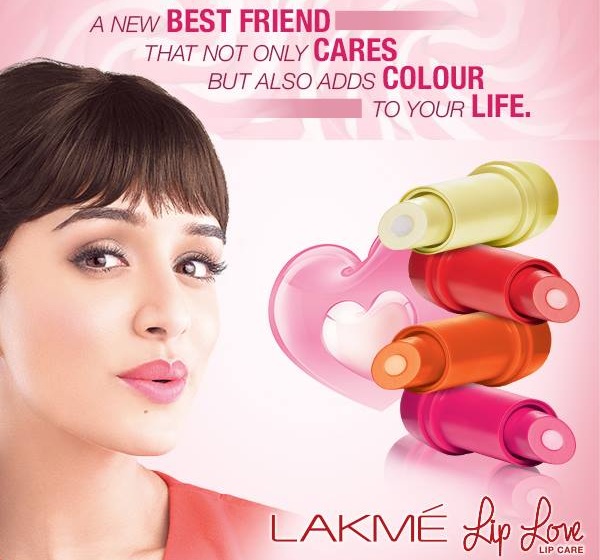 A NEW BEST FRIEND
THAT NOT ONLY CARES
BUT ALSO ADDS COLOUR
TO YOUR LIFE.
LAKMÉ Lip Love
LIP CARE